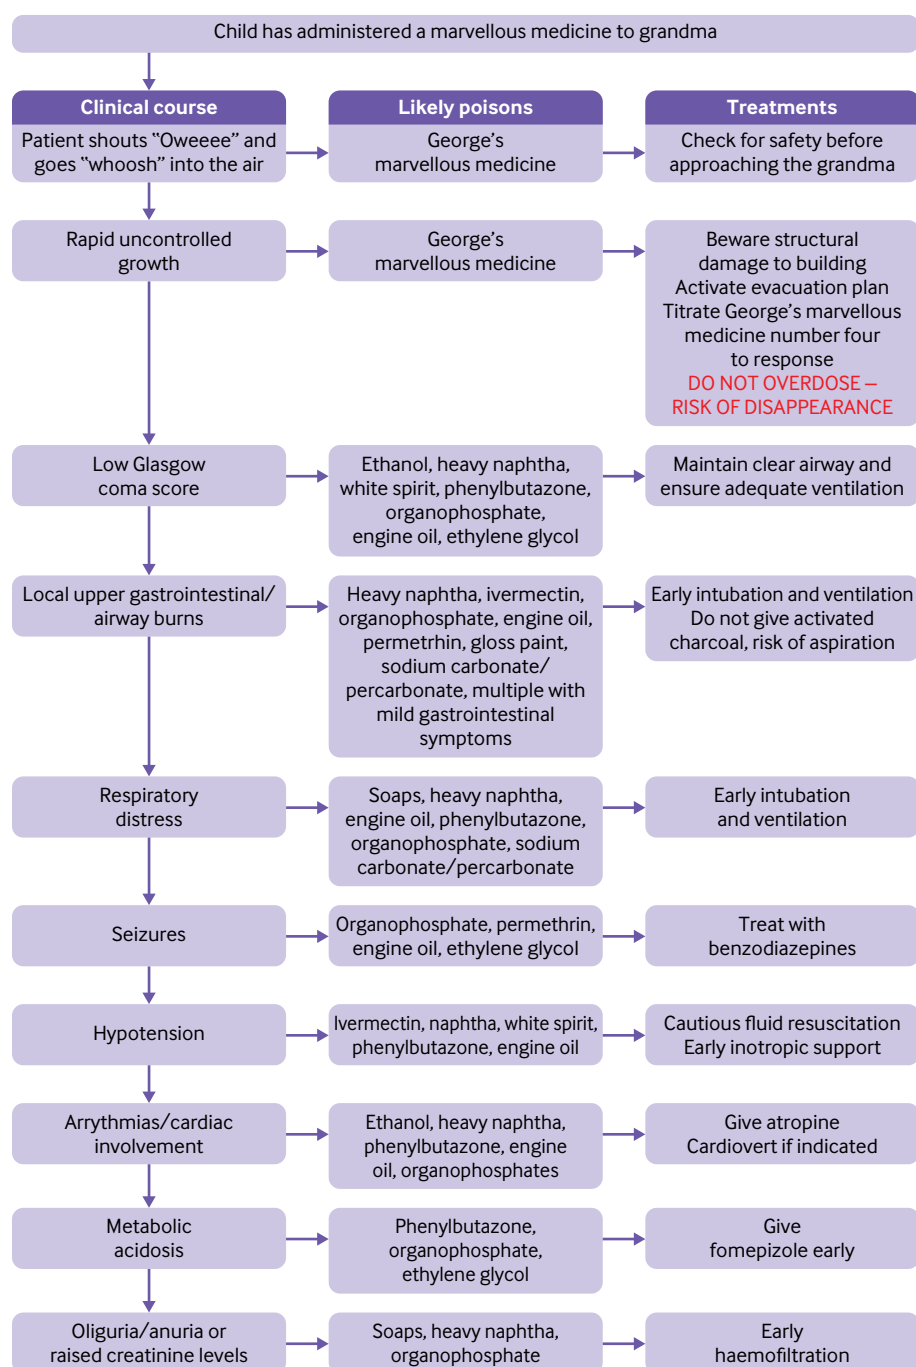 Child has administered a marvellous medicine to grandma
Clinical course
Likely poisons
Treatments
Patient shouts "Oweeee" and
goes "whoosh" into the air
George's
marvellous medicine
Check for safety before
approaching the grandma
Rapid uncontrolled
growth
George's
marvellous medicine
Beware structural
damage to building
Activate evacuation plan
Titrate George's marvellous
medicine number four
to response
DO NOT OVERDOSE –
RISK OF DISAPPEARANCE
Low Glasgow
coma score
Ethanol, heavy naphtha,
white spirit, phenylbutazone,
organophosphate,
engine oil, ethylene glycol
Maintain clear airway and
ensure adequate ventilation
Local upper gastrointestinal/
airway burns
Heavy naphtha, ivermectin,
organophosphate, engine oil,
permetrhin, gloss paint,
sodium carbonate/
percarbonate, multiple with
mild gastrointestinal
symptoms
Early intubation and ventilation
Do not give activated
charcoal, risk of aspiration
Respiratory
distress
Soaps, heavy naphtha,
engine oil, phenylbutazone,
organophosphate, sodium
carbonate/percarbonate
Early intubation
and ventilation
Seizures
Organophosphate, permethrin,
engine oil, ethylene glycol
Treat with
benzodiazepines
Hypotension
Ivermectin, naphtha, white spirit,
phenylbutazone, engine oil
Cautious fluid resuscitation
Early inotropic support
Arrythmias/cardiac
involvement
Ethanol, heavy naphtha,
phenylbutazone, engine
oil, organophosphates
Give atropine
Cardiovert if indicated
Metabolic
acidosis
Phenylbutazone,
organophosphate,
ethylene glycol
Give
fomepizole early
Oliguria/anuria or
raised creatinine levels
Soaps, heavy naphtha,
organophosphate
Early
haemofiltration